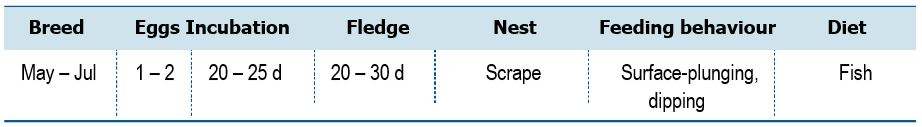 Breed Eggs Incubation Fledge Nest Feeding behaviour Diet
May – Jul 1 – 2 20 – 25 d 20 – 30 d Scrape Surface-plunging, Fish
dipping